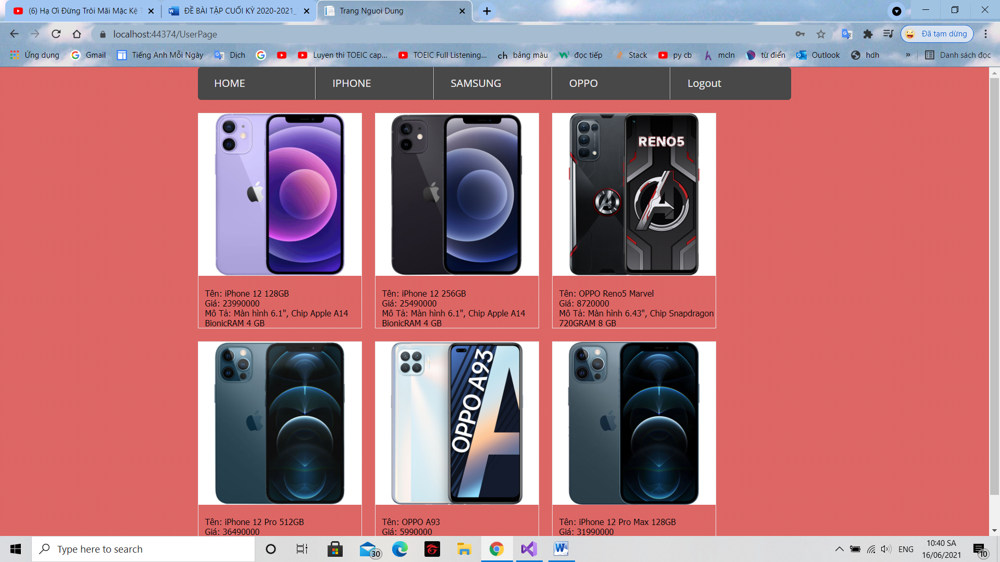 (6) Hạ Ơi Đừng Trôi Mãi Mặc Kệ T
ĐỀ BÀI TẬP CUỐI KỲ 2020-2021_
Trang Nguoi Dung
localhost:44374/UserPage
Đã tạm dừng
Ứng dụng
Gmail
Tiếng Anh Mỗi Ngày
Dịch
Luyen thi TOEIC cap...
TOEIC Full Listening...
ch bảng màu
đọc tiếp
Stack
py cb
mcln
từ điển
Outlook
hdh
»
Danh sách đọc
HOME
IPHONE
SAMSUNG
OPPO
Logout
RENO5
Tên: iPhone 12 128GB
Giá: 23990000
Mô Tả: Màn hình 6.1", Chip Apple A14
BionicRAM 4 GB
Tên: iPhone 12 256GB
Giá: 25490000
Mô Tả: Màn hình 6.1", Chip Apple A14
BionicRAM 4 GB
Tên: OPPO Reno5 Marvel
Giá: 8720000
Mô Tả: Màn hình 6.43", Chip Snapdragon
720GRAM 8 GB
OPPO A93
Tên: iPhone 12 Pro 512GB
Giá: 36490000
Tên: OPPO A93
Giá: 5990000
Tên: iPhone 12 Pro Max 128GB
Giá: 31990000
Type here to search
30
ENG
10:40 SA
16/06/2021
10